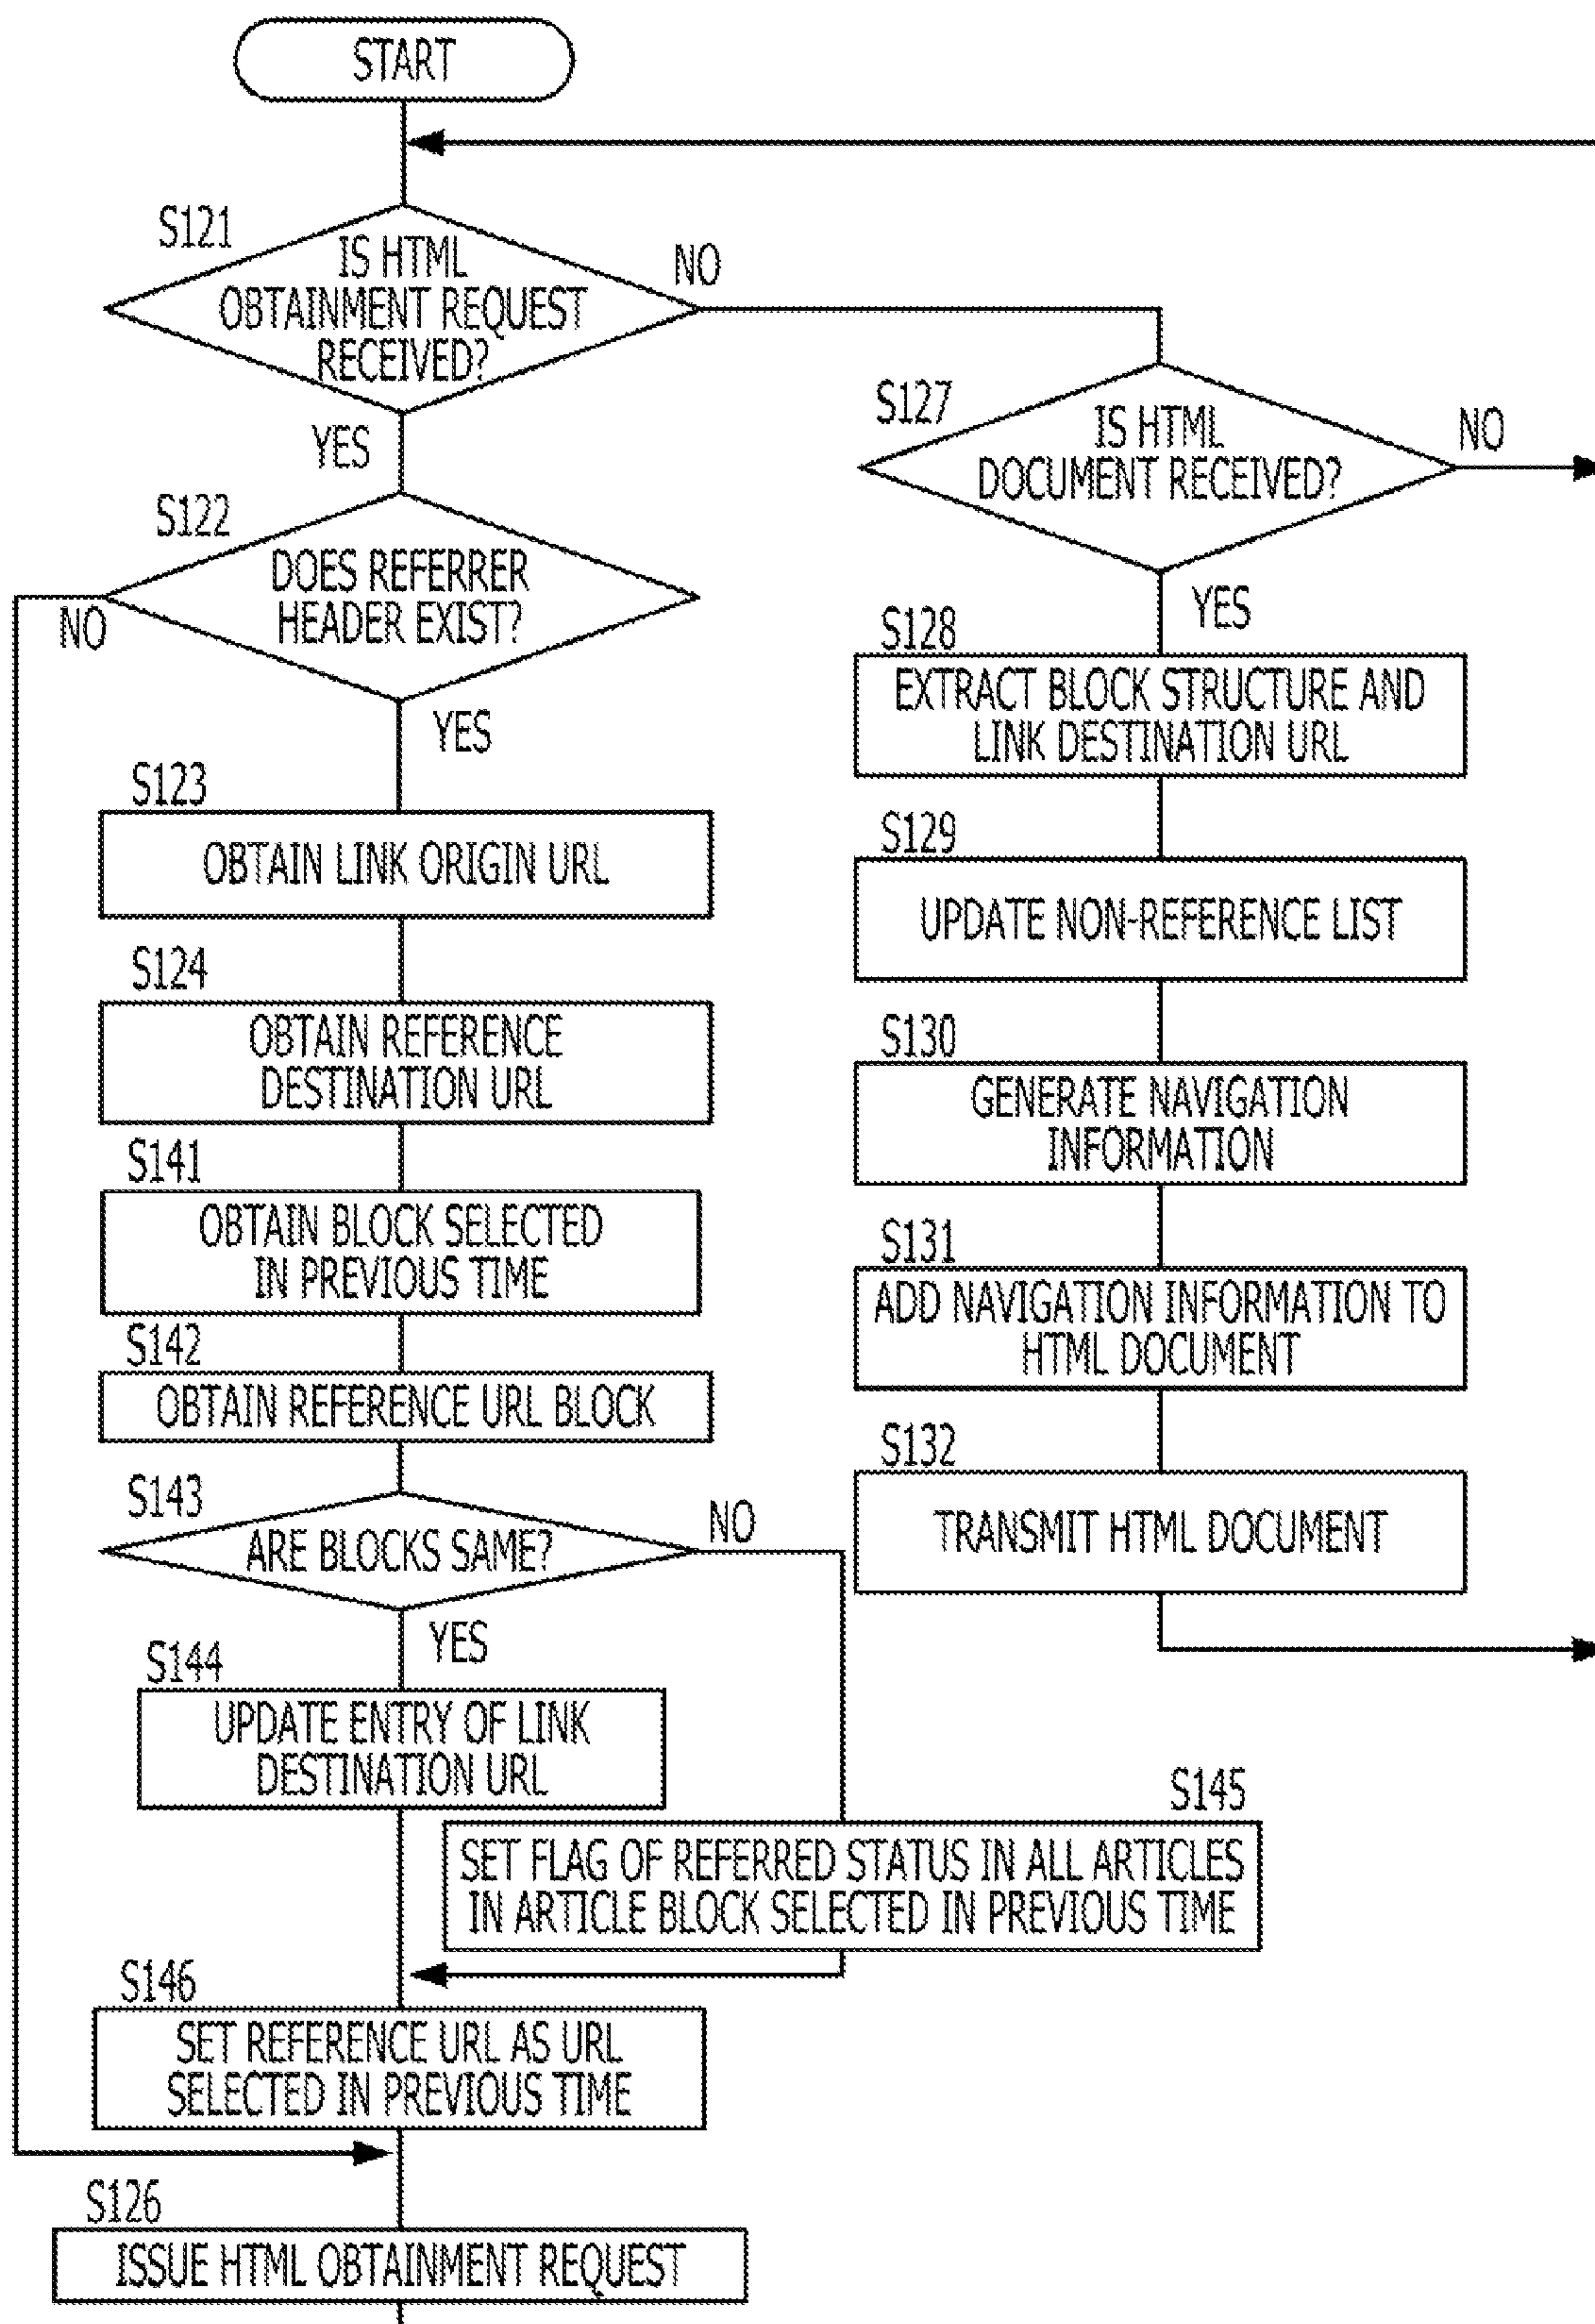 START
S121
IS HTML
OBTAINMENT REQUEST
RECEIVED?
NO
YES
S122
DOES REFERRER
HEADER EXIST?
NO
YES
S123
OBTAIN LINK ORIGIN URL
S124
OBTAIN REFERENCE
DESTINATION URL
S141
OBTAIN BLOCK SELECTED
IN PREVIOUS TIME
S142
OBTAIN REFERENCE URL BLOCK
S143
ARE BLOCKS SAME?
NO
YES
S144
UPDATE ENTRY OF LINK
DESTINATION URL
S145
SET FLAG OF REFERRED STATUS IN ALL ARTICLES
IN ARTICLE BLOCK SELECTED IN PREVIOUS TIME
S146
SET REFERENCE URL AS URL
SELECTED IN PREVIOUS TIME
S126
ISSUE HTML OBTAINMENT REQUEST
S127
IS HTML
DOCUMENT RECEIVED?
NO
YES
S128
EXTRACT BLOCK STRUCTURE AND
LINK DESTINATION URL
S129
UPDATE NON-REFERENCE LIST
S130
GENERATE NAVIGATION
INFORMATION
S131
ADD NAVIGATION INFORMATION TO
HTML DOCUMENT
S132
TRANSMIT HTML DOCUMENT